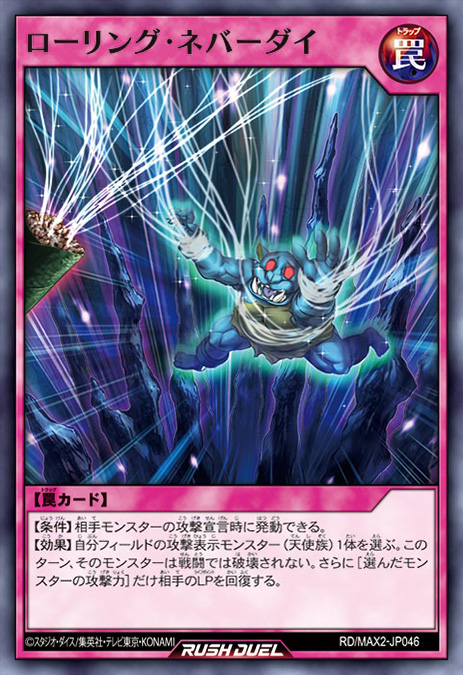 ローリング・ネバーダイ
トラップ
罠
トラップ
【罠カード】
【条件】相手モンスターの攻撃宣言時に発動できる。
【効果】自分フィールドの攻撃表示モンスター（天使族）1体を選ぶ。この
ターン、そのモンスターは戦闘では破壊されない。さらに［選んだモン
スターの攻撃力］だけ相手のLPを回復する。
©スタジオ・ダイス/集英社・テレビ東京・KONAMI
RUSH DUEL
RD/MAX2-JP046